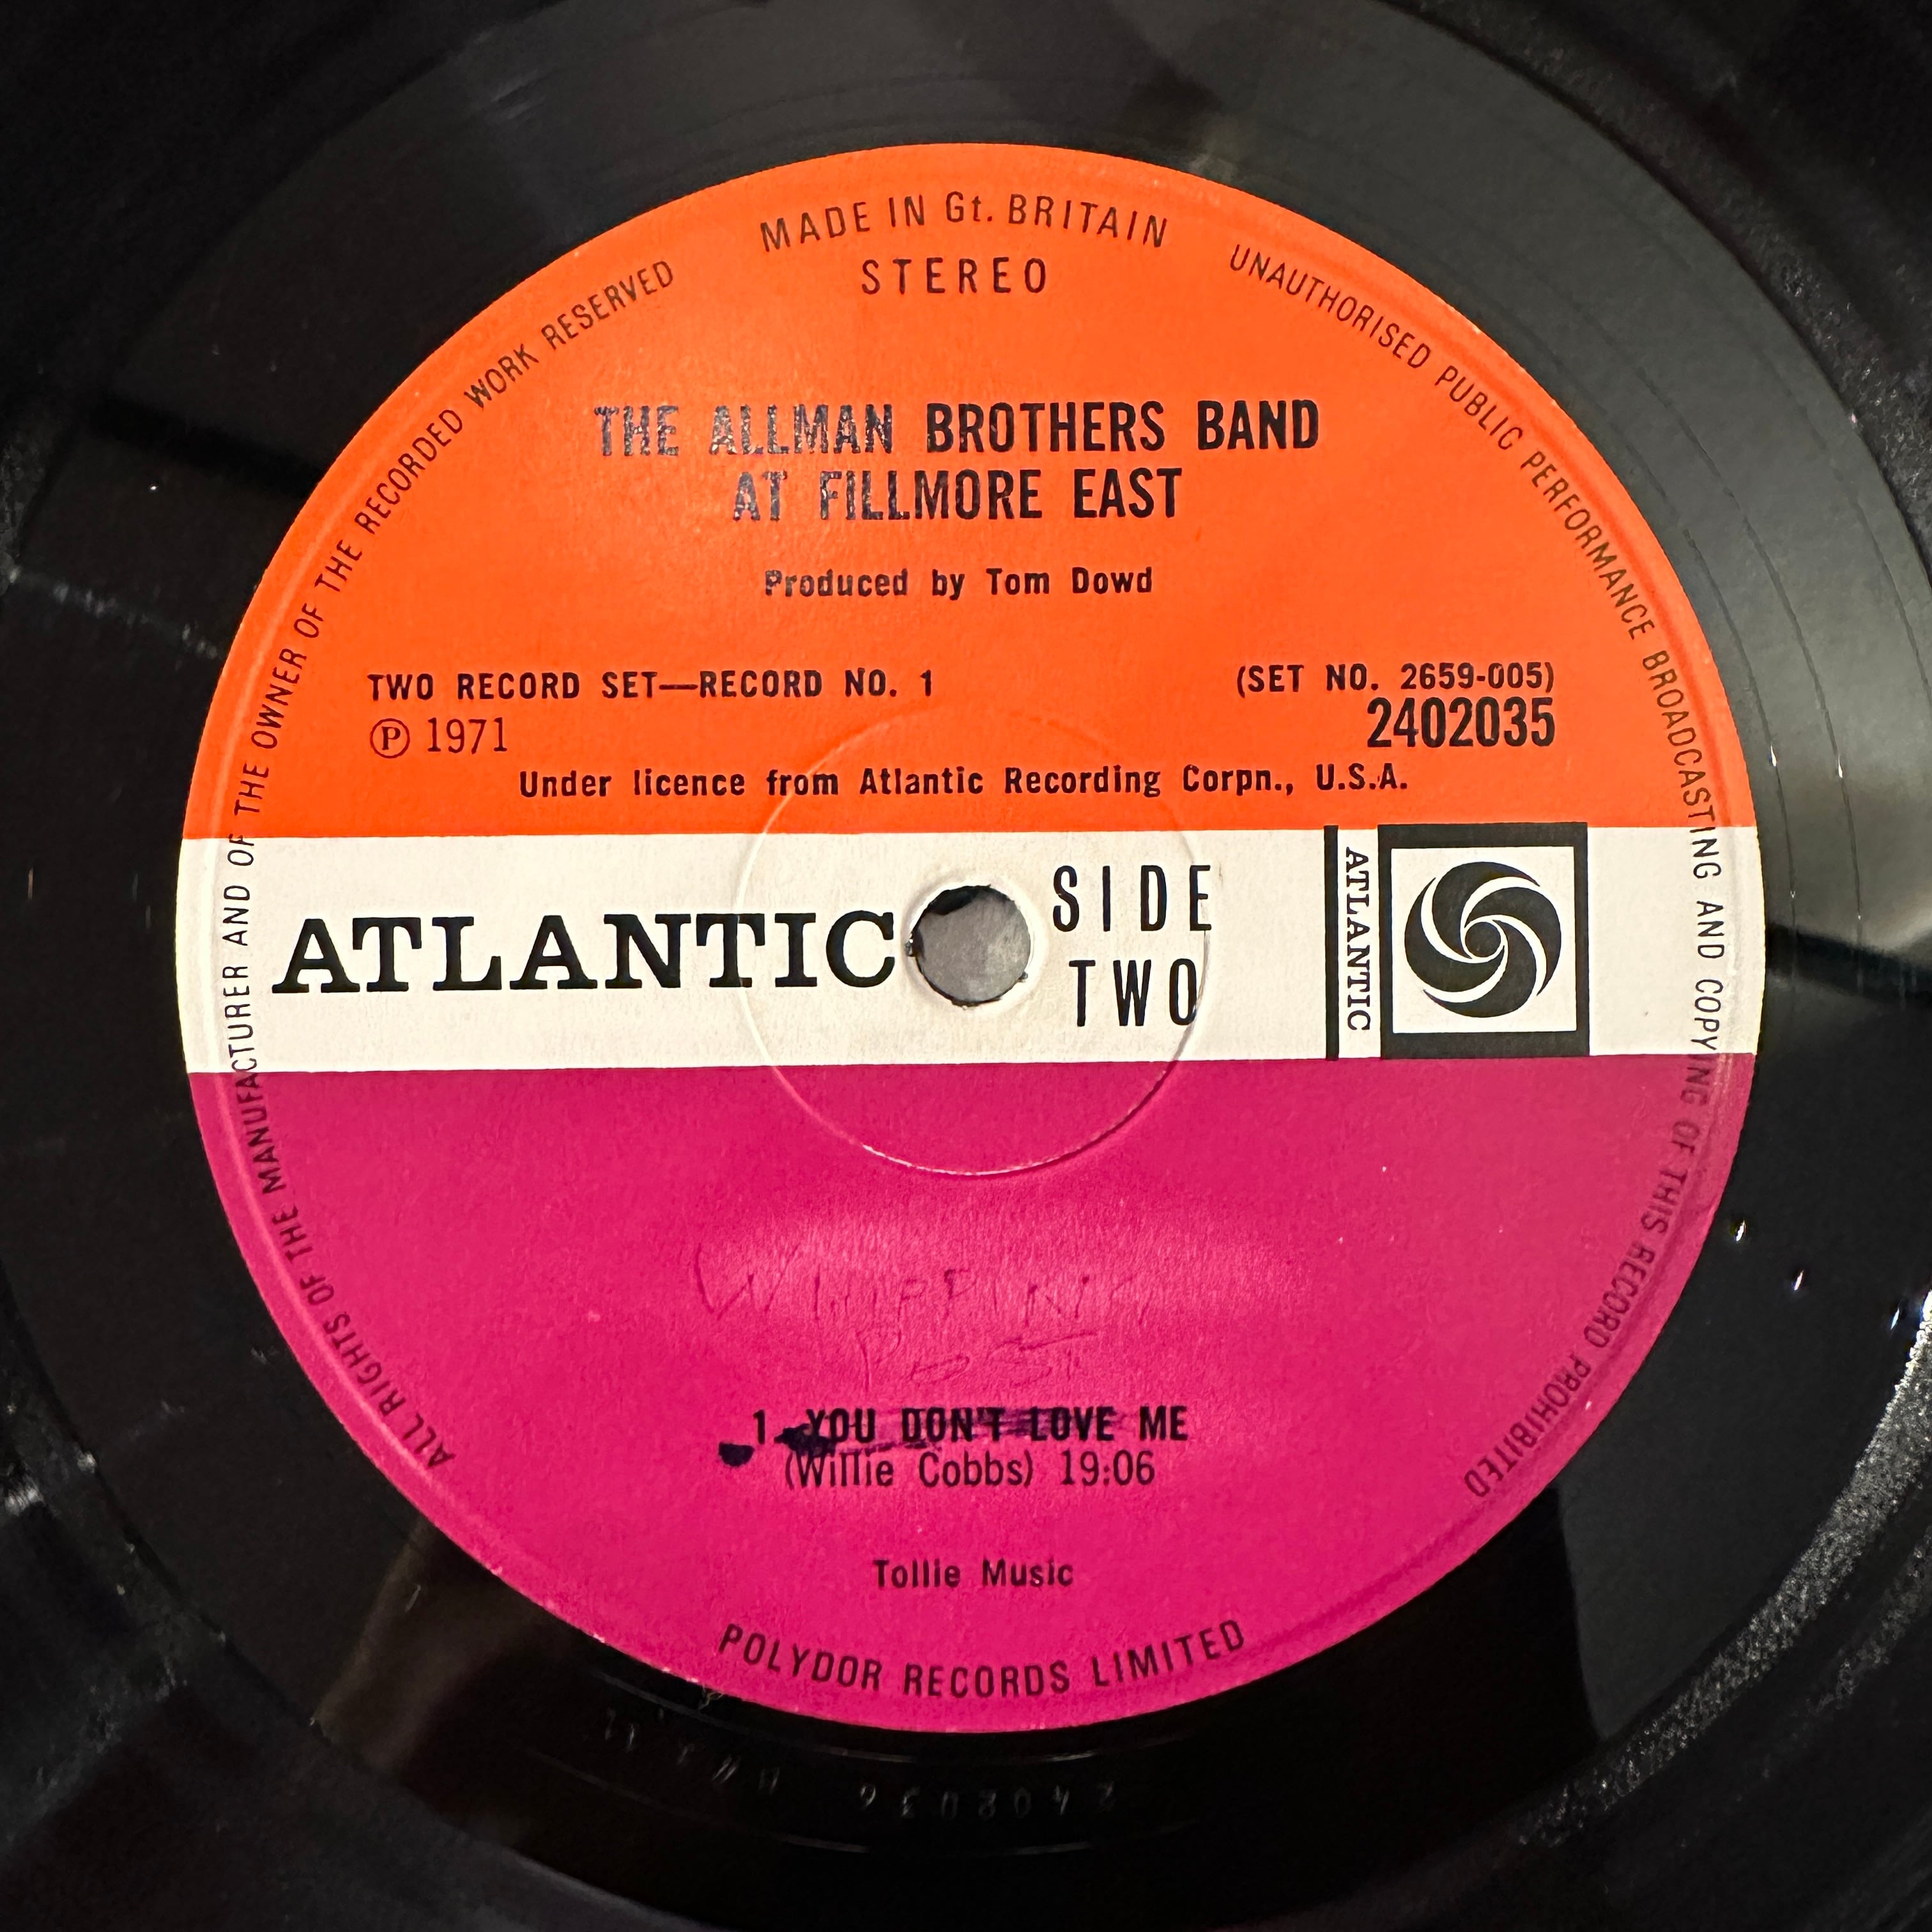 MADE IN Gt. BRITAIN
STEREO
THE ALLMAN BROTHERS BAND
AT FILLMORE EAST
Produced by Tom Dowd
TWO RECORD SET—RECORD NO. 1
(SET NO. 2659-005)
℗ 1971
2402035
Under licence from Atlantic Recording Corpn., U.S.A.
ATLANTIC
SIDE
TWO
ATLANTIC
WHIPPING
POST
1. YOU DON'T LOVE ME
(Willie Cobbs) 19:06
Tollie Music
POLYDOR RECORDS LIMITED
ALL RIGHTS OF THE MANUFACTURER AND OF THE OWNER OF THE RECORDED WORK RESERVED
UNAUTHORISED PUBLIC PERFORMANCE BROADCASTING AND COPYING OF THIS RECORD PROHIBITED
2402036